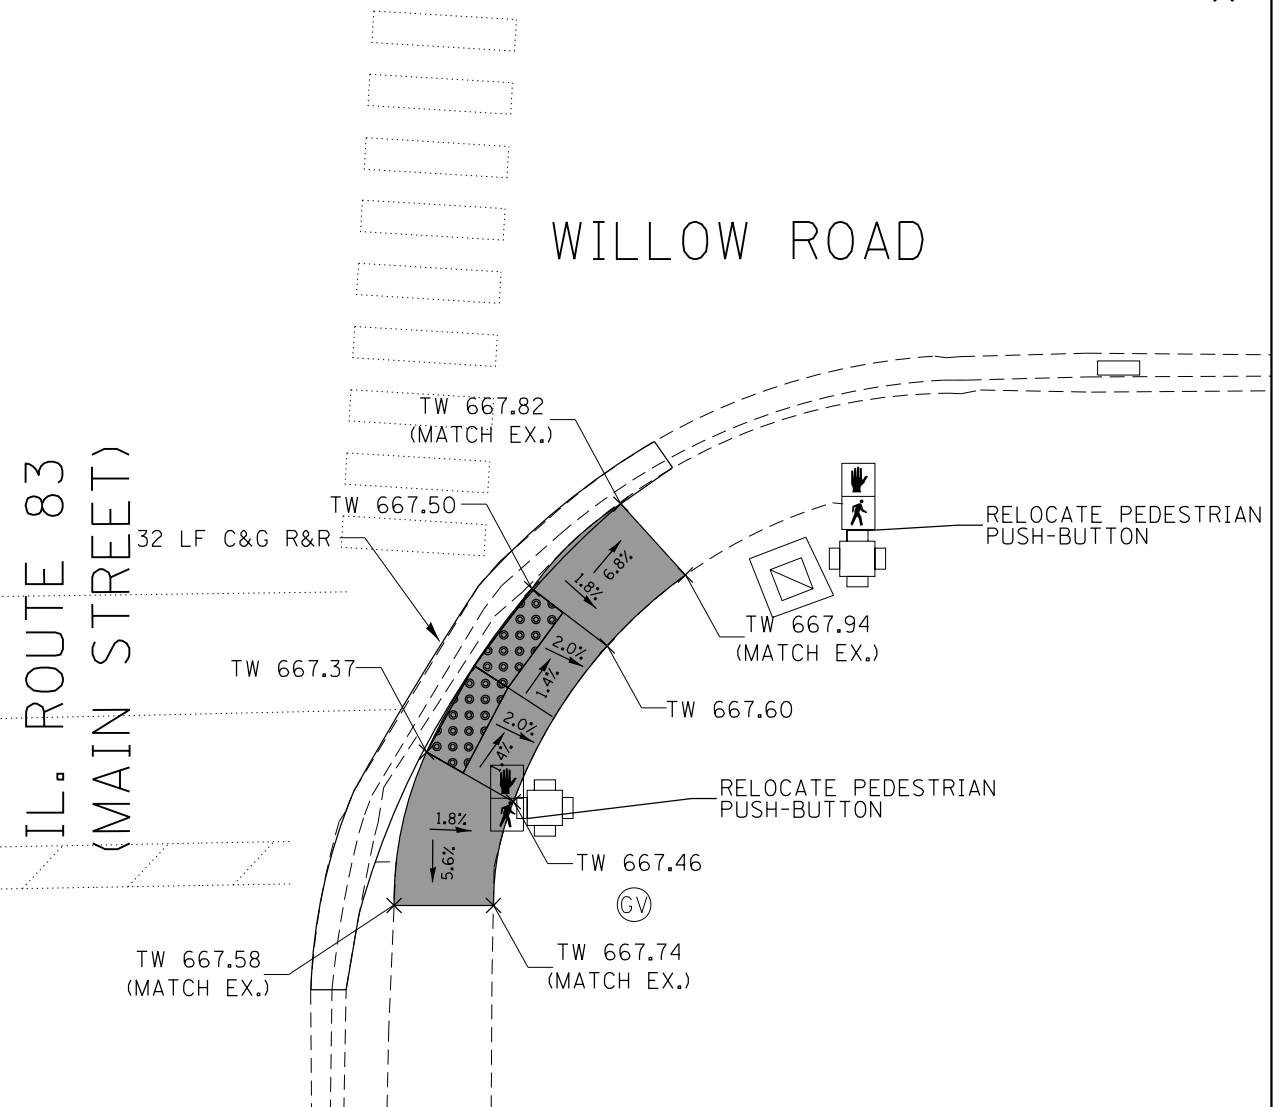 WILLOW ROAD
TW 667.82
(MATCH EX.)
TW 667.50
32 LF C&G R&R
IL. ROUTE 83
(MAIN STREET)
RELOCATE PEDESTRIAN
PUSH-BUTTON
6.8%
1.8%
TW 667.94
(MATCH EX.)
TW 667.37
2.0%
1.4%
TW 667.60
2.0%
.4%
RELOCATE PEDESTRIAN
PUSH-BUTTON
1.8%
5.6%
TW 667.46
GV
TW 667.58
(MATCH EX.)
TW 667.74
(MATCH EX.)